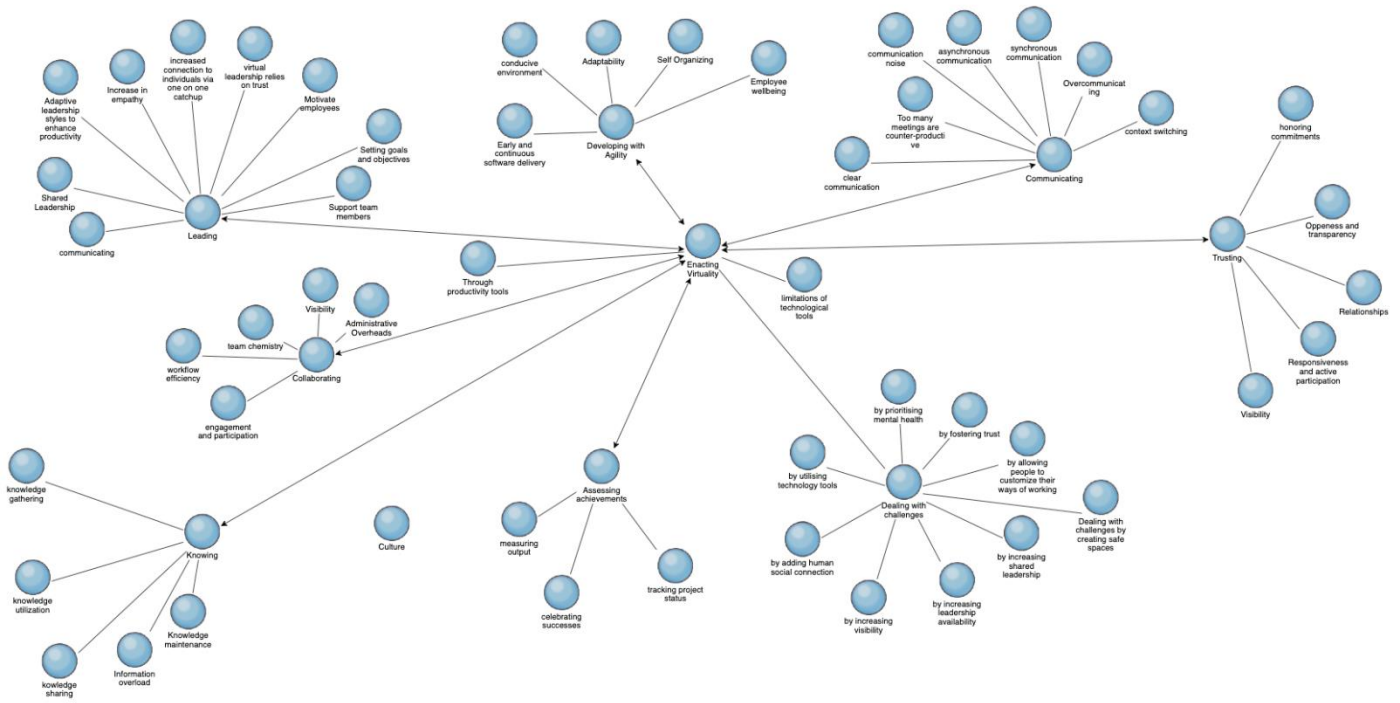 Adaptive
leadership
styles to
enhance
productivity
Increase in
empathy
increased
connection to
individuals via
one on one
catchup
virtual
leadership relies
on trust
Motivate
employees
Setting goals
and objectives
Support team
members
Shared
Leadership
communicating
Leading
conducive
environment
Adaptability
Self Organizing
Employee
wellbeing
Early and
continuous
software delivery
Developing with
Agility
communication
noise
asynchronous
communication
synchronous
communication
Overcommunicat
ing
context switching
Too many
meetings are
counter-producti
ve
clear
communication
Communicating
honoring
commitments
Oppeness and
transparency
Relationships
Responsiveness
and active
participation
Visibility
Trusting
Enacting
Virtuality
Through
productivity tools
limitations of
technological
tools
Visibility
Administrative
Overheads
team chemistry
workflow
efficiency
engagement
and participation
Collaborating
knowledge
gathering
knowledge
utilization
kowledge
sharing
Information
overload
Knowledge
maintenance
Knowing
Culture
Assessing
achievements
measuring
output
celebrating
successes
tracking project
status
by prioritising
mental health
by fostering trust
by allowing
people to
customize their
ways of working
by utilising
technology tools
Dealing with
challenges
Dealing with
challenges by
creating safe
spaces
by adding human
social connection
by increasing
shared
leadership
by increasing
visibility
by increasing
leadership
availability